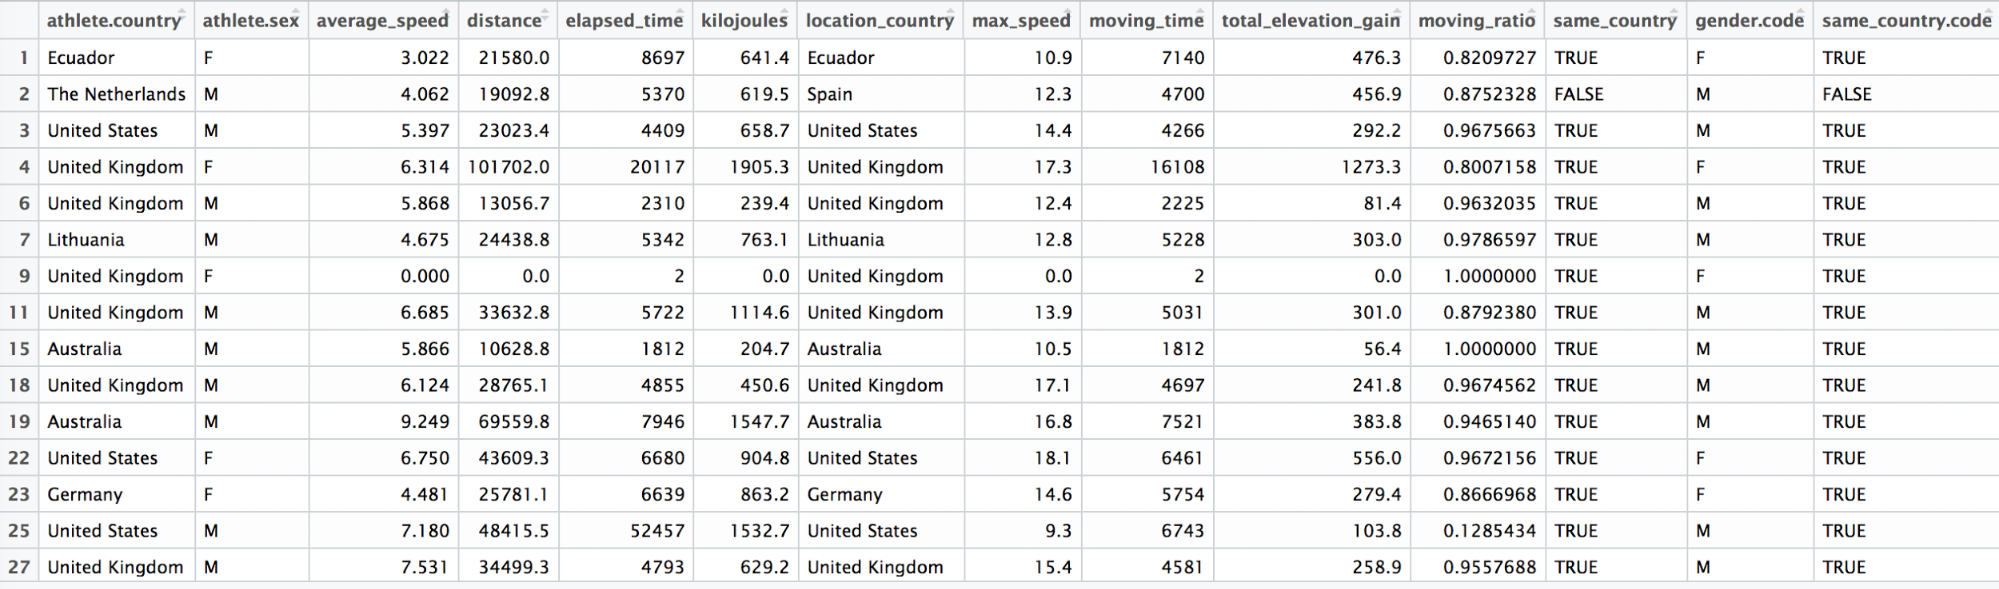 athlete.country athlete.sex average_speed distance elapsed_time kilojoules location_country max_speed moving_time total_elevation_gain moving_ratio same_country gender.code same_country.code
1 Ecuador F 3.022 21580.0 8697 641.4 Ecuador 10.9 7140 476.3 0.8209727 TRUE F TRUE
2 The Netherlands M 4.062 19092.8 5370 619.5 Spain 12.3 4700 456.9 0.8752328 FALSE M FALSE
3 United States M 5.397 23023.4 4409 658.7 United States 14.4 4266 292.2 0.9675663 TRUE M TRUE
4 United Kingdom F 6.314 101702.0 20117 1905.3 United Kingdom 17.3 16108 1273.3 0.8007158 TRUE F TRUE
6 United Kingdom M 5.868 13056.7 2310 239.4 United Kingdom 12.4 2225 81.4 0.9632035 TRUE M TRUE
7 Lithuania M 4.675 24438.8 5342 763.1 Lithuania 12.8 5228 303.0 0.9786597 TRUE M TRUE
9 United Kingdom F 0.000 0.0 2 0.0 United Kingdom 0.0 2 0.0 1.0000000 TRUE F TRUE
11 United Kingdom M 6.685 33632.8 5722 1114.6 United Kingdom 13.9 5031 301.0 0.8792380 TRUE M TRUE
15 Australia M 5.866 10628.8 1812 204.7 Australia 10.5 1812 56.4 1.0000000 TRUE M TRUE
18 United Kingdom M 6.124 28765.1 4855 450.6 United Kingdom 17.1 4697 241.8 0.9674562 TRUE M TRUE
19 Australia M 9.249 69559.8 7946 1547.7 Australia 16.8 7521 383.8 0.9465140 TRUE M TRUE
22 United States F 6.750 43609.3 6680 904.8 United States 18.1 6461 556.0 0.9672156 TRUE F TRUE
23 Germany F 4.481 25781.1 6639 863.2 Germany 14.6 5754 279.4 0.8666968 TRUE F TRUE
25 United States M 7.180 48415.5 52457 1532.7 United States 9.3 6743 103.8 0.1285434 TRUE M TRUE
27 United Kingdom M 7.531 34499.3 4793 629.2 United Kingdom 15.4 4581 258.9 0.9557688 TRUE M TRUE